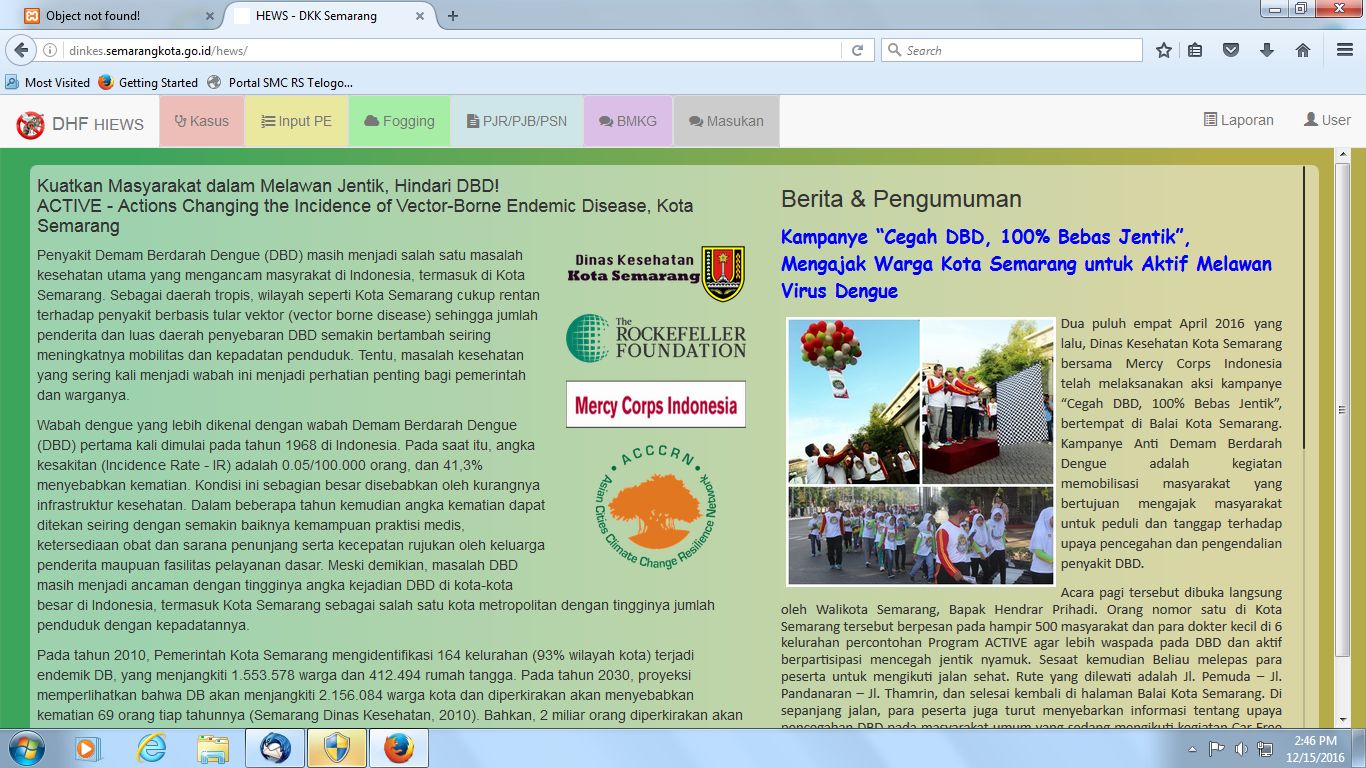 Object not found!
HEWS - DKK Semarang
dinkes.semarangkota.go.id/hews/
Search
Most Visited
Getting Started
Portal SMC RS Telogo...
DHF HIEWS
Kasus
Input PE
Fogging
PJR/PJB/PSN
BMKG
Masukan
Laporan
User
Kuatkan Masyarakat dalam Melawan Jentik, Hindari DBD!
ACTIVE - Actions Changing the Incidence of Vector-Borne Endemic Disease, Kota
Semarang
Penyakit Demam Berdarah Dengue (DBD) masih menjadi salah satu masalah
kesehatan utama yang mengancam masyrakat di Indonesia, termasuk di Kota
Semarang. Sebagai daerah tropis, wilayah seperti Kota Semarang cukup rentan
terhadap penyakit berbasis tular vektor (vector borne disease) sehingga jumlah
penderita dan luas daerah penyebaran DBD semakin bertambah seiring
meningkatnya mobilitas dan kepadatan penduduk. Tentu, masalah kesehatan
yang sering kali menjadi wabah ini menjadi perhatian penting bagi pemerintah
dan warganya.
Wabah dengue yang lebih dikenal dengan wabah Demam Berdarah Dengue
(DBD) pertama kali dimulai pada tahun 1968 di Indonesia. Pada saat itu, angka
kesakitan (Incidence Rate - IR) adalah 0.05/100.000 orang, dan 41,3%
menyebabkan kematian. Kondisi ini sebagian besar disebabkan oleh kurangnya
infrastruktur kesehatan. Dalam beberapa tahun kemudian angka kematian dapat
ditekan seiring dengan semakin baiknya kemampuan praktisi medis,
ketersediaan obat dan sarana penunjang serta kecepatan rujukan oleh keluarga
penderita maupun fasilitas pelayanan dasar. Meski demikian, masalah DBD
masih menjadi ancaman dengan tingginya angka kejadian DBD di kota-kota
besar di Indonesia, termasuk Kota Semarang sebagai salah satu kota metropolitan dengan tingginya jumlah
penduduk dengan kepadatannya.
Pada tahun 2010, Pemerintah Kota Semarang mengidentifikasi 164 kelurahan (93% wilayah kota) terjadi
endemik DB, yang menjangkiti 1.553.578 warga dan 412.494 rumah tangga. Pada tahun 2030, proyeksi
memperlihatkan bahwa DB akan menjangkiti 2.156.084 warga kota dan diperkirakan akan menyebabkan
kematian 69 orang tiap tahunnya (Semarang Dinas Kesehatan, 2010). Bahkan, 2 miliar orang diperkirakan akan
Dinas Kesehatan
Kota Semarang
The
ROCKEFELLER
FOUNDATION
Mercy Corps Indonesia
ACCCRN
Asian Cities Climate Change Resilience Network
Berita & Pengumuman
Kampanye “Cegah DBD, 100% Bebas Jentik”,
Mengajak Warga Kota Semarang untuk Aktif Melawan
Virus Dengue
Dua puluh empat April 2016 yang
lalu, Dinas Kesehatan Kota Semarang
bersama Mercy Corps Indonesia
telah melaksanakan aksi kampanye
“Cegah DBD, 100% Bebas Jentik”,
bertempat di Balai Kota Semarang.
Kampanye Anti Demam Berdarah
Dengue adalah kegiatan
memobilisasi masyarakat yang
bertujuan mengajak masyarakat
untuk peduli dan tanggap terhadap
upaya pencegahan dan pengendalian
penyakit DBD.
Acara pagi tersebut dibuka langsung
oleh Walikota Semarang, Bapak Hendrar Prihadi. Orang nomor satu di Kota
Semarang tersebut berpesan pada hampir 500 masyarakat dan para dokter kecil di 6
kelurahan percontohan Program ACTIVE agar lebih waspada pada DBD dan aktif
berpartisipasi mencegah jentik nyamuk. Sesaat kemudian Beliau melepas para
peserta untuk mengikuti jalan sehat. Rute yang dilewati adalah Jl. Pemuda – Jl.
Pandanaran – Jl. Thamrin, dan selesai kembali di halaman Balai Kota Semarang. Di
sepanjang jalan, para peserta juga turut menyebarkan informasi tentang upaya
pencegahan DBD pada masyarakat umum yang sedang mengikuti kegiatan Car Free
2:46 PM
12/15/2016